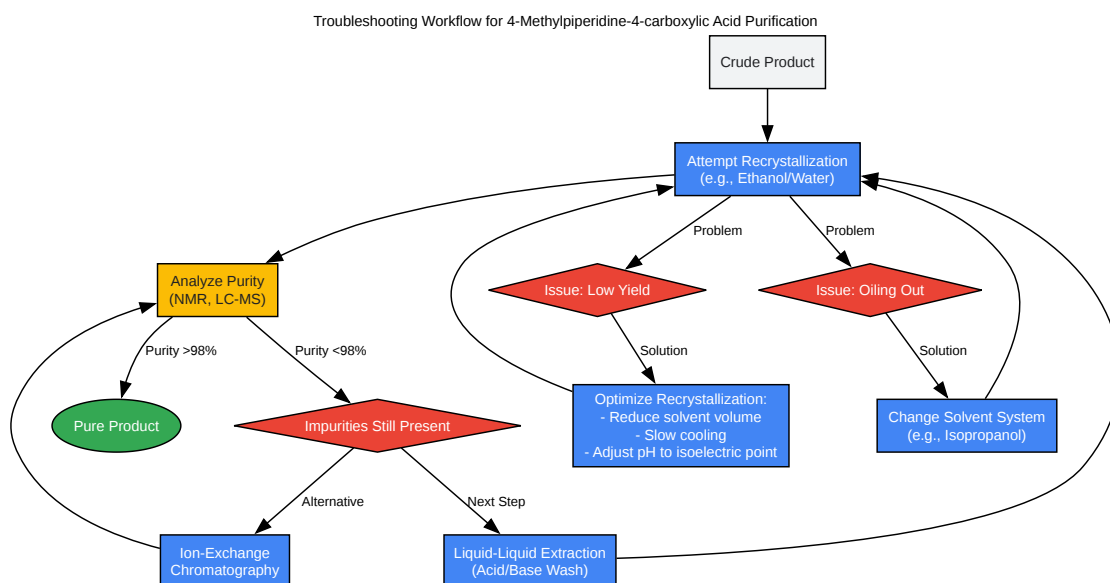 Troubleshooting Workflow for 4-Methylpiperidine-4-carboxylic Acid Purification
Crude Product
Attempt Recrystallization
(e.g., Ethanol/Water)
Problem
Problem
Analyze Purity
(NMR, LC-MS)
Issue: Low Yield
Issue: Oiling Out
Purity >98%
Purity <98%
Solution
Solution
Pure Product
Impurities Still Present
Optimize Recrystallization:
- Reduce solvent volume
- Slow cooling
- Adjust pH to isoelectric point
Change Solvent System
(e.g., Isopropanol)
Alternative
Next Step
Ion-Exchange
Chromatography
Liquid-Liquid Extraction
(Acid/Base Wash)